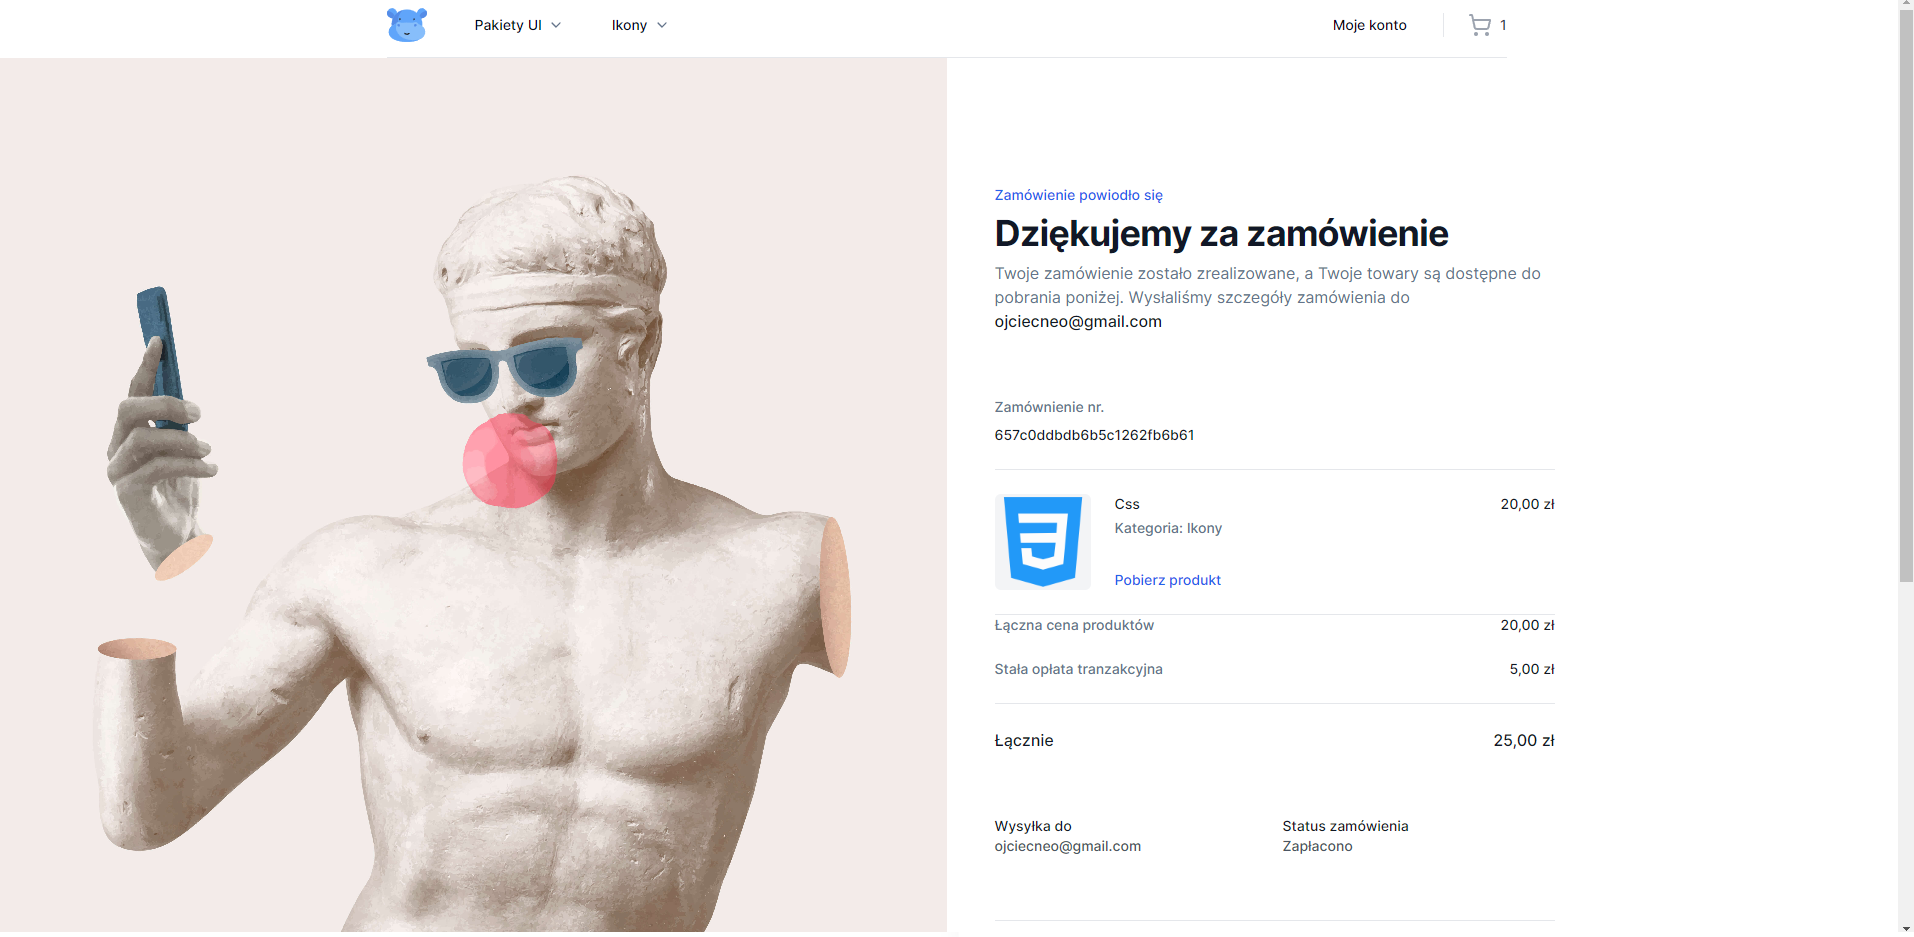 Pakiety UI
Ikony
Moje konto
1
Zamówienie powiodło się
Dziękujemy za zamówienie
Twoje zamówienie zostało zrealizowane, a Twoje towary są dostępne do
pobrania poniżej. Wysłaliśmy szczegóły zamówienia do
ojciecneo@gmail.com
Zamównienie nr.
657c0ddbdb6b5c1262fb6b61
Css
20,00 zł
Kategoria: Ikony
Pobierz produkt
Łączna cena produktów
20,00 zł
Stała opłata tranzakcyjna
5,00 zł
Łącznie
25,00 zł
Wysyłka do
ojciecneo@gmail.com
Status zamówienia
Zapłacono